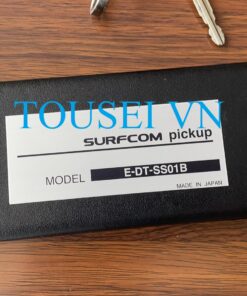 TOUSEI VN
SURFCOM pickup
MODEL E-DT-SS01B
MADE IN JAPAN